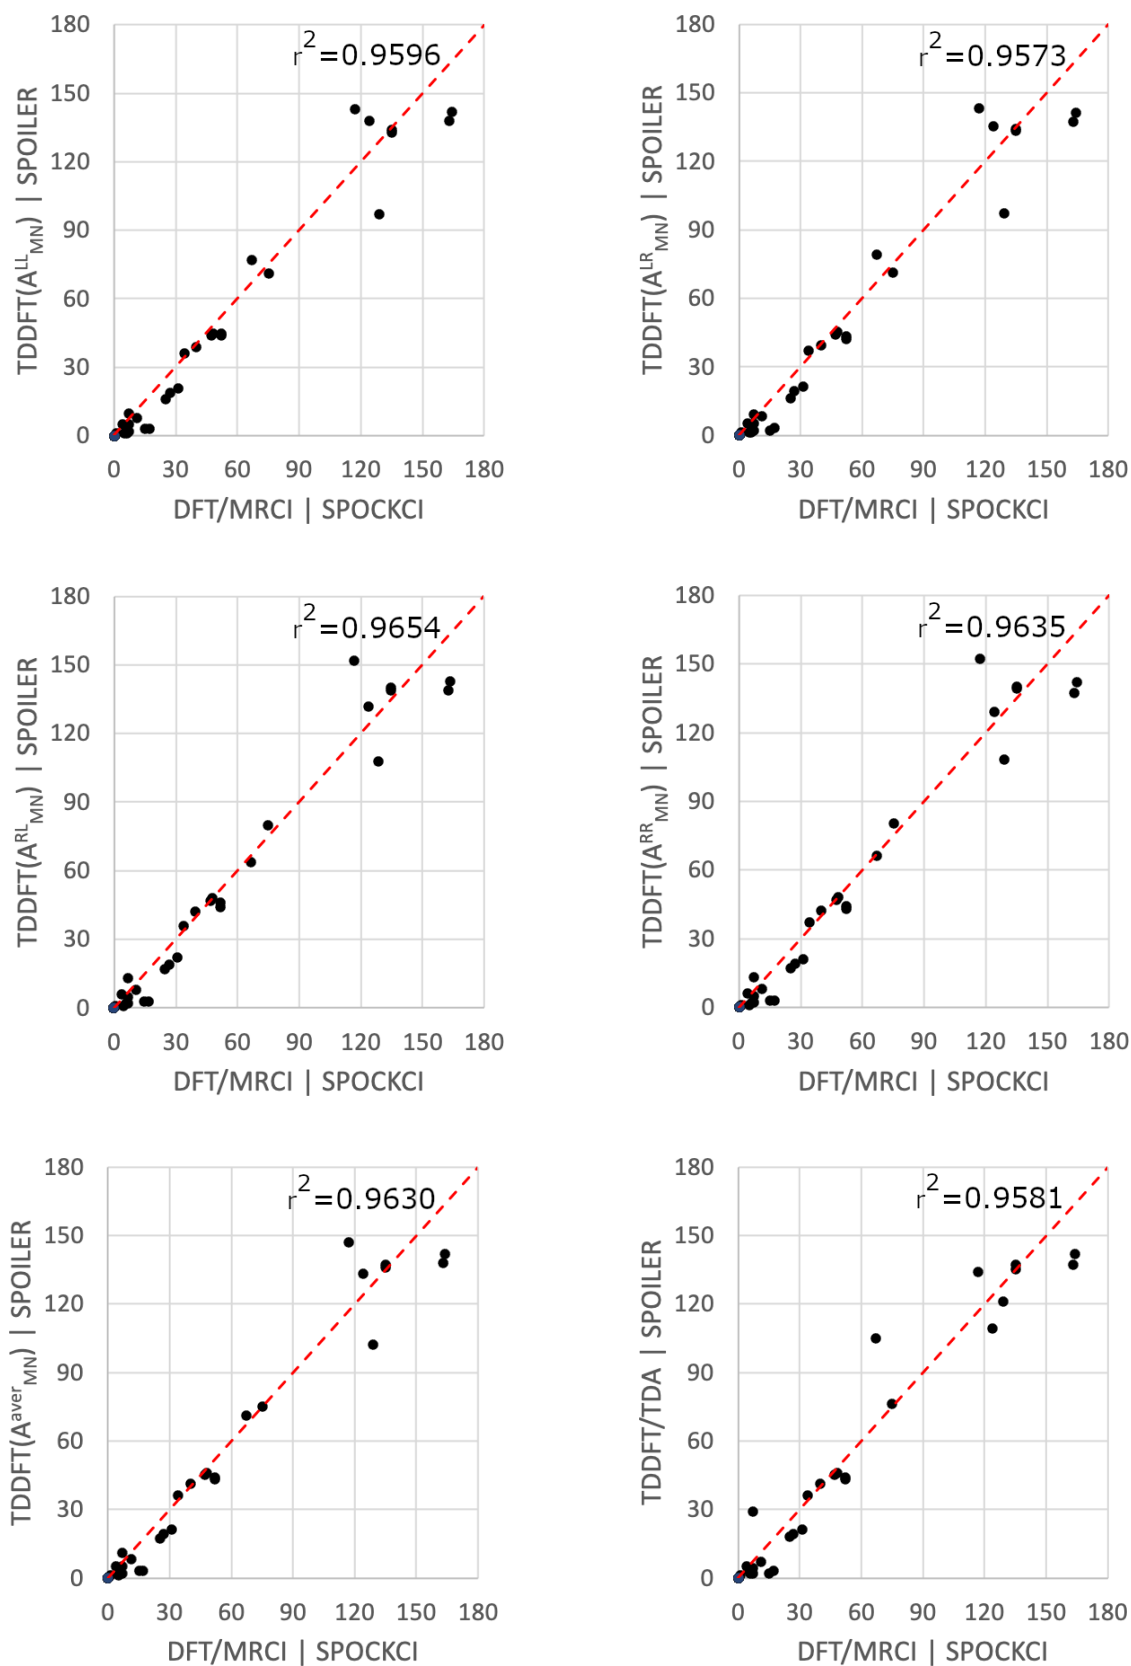 r²=0.9596
TDDFT(A^LL_MN) | SPOILER
180
150
120
90
60
30
0
0 30 60 90 120 150 180
DFT/MRCI | SPOCKCI
r²=0.9573
TDDFT(A^LR_MN) | SPOILER
180
150
120
90
60
30
0
0 30 60 90 120 150 180
DFT/MRCI | SPOCKCI
r²=0.9654
TDDFT(A^RL_MN) | SPOILER
180
150
120
90
60
30
0
0 30 60 90 120 150 180
DFT/MRCI | SPOCKCI
r²=0.9635
TDDFT(A^RR_MN) | SPOILER
180
150
120
90
60
30
0
0 30 60 90 120 150 180
DFT/MRCI | SPOCKCI
r²=0.9630
TDDFT(A^aver_MN) | SPOILER
180
150
120
90
60
30
0
0 30 60 90 120 150 180
DFT/MRCI | SPOCKCI
r²=0.9581
TDDFT/TDA | SPOILER
180
150
120
90
60
30
0
0 30 60 90 120 150 180
DFT/MRCI | SPOCKCI